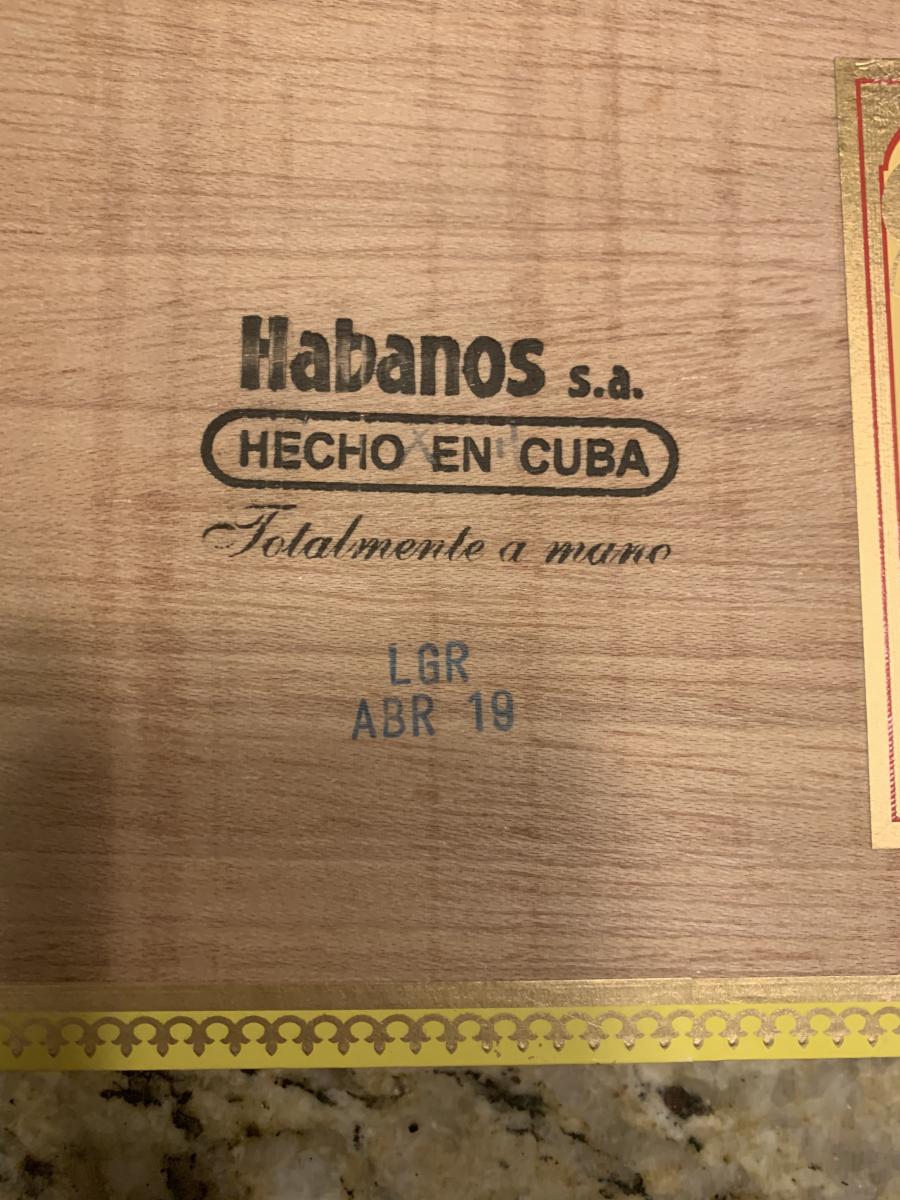 Habanos s.a.
HECHO EN CUBA
Totalmente a mano
LGR
ABR 19